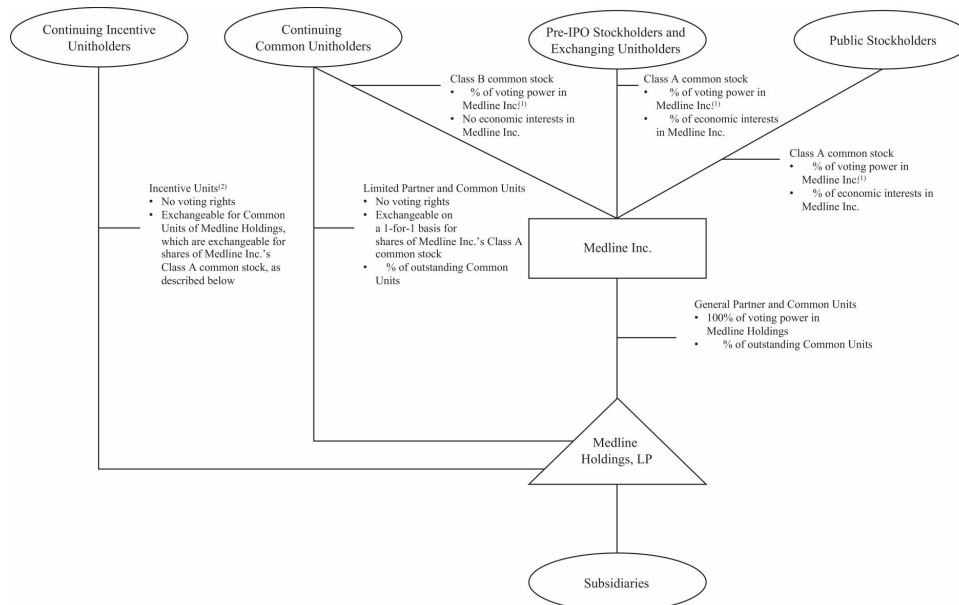 Continuing Incentive
Unitholders
Continuing
Common Unitholders
Pre-IPO Stockholders and
Exchanging Unitholders
Public Stockholders
Class B common stock
• % of voting power in
Medline Inc.(1)
• No economic interests in
Medline Inc.
Class A common stock
• % of voting power in
Medline Inc.(1)
• % of economic interests
in Medline Inc.
Class A common stock
• % of voting power in
Medline Inc.(1)
• % of economic interests in
Medline Inc.
Incentive Units(2)
• No voting rights
• Exchangeable for Common
Units of Medline Holdings,
which are exchangeable for
shares of Medline Inc.'s
Class A common stock, as
described below
Limited Partner and Common Units
• No voting rights
• Exchangeable on
a 1-for-1 basis for
shares of Medline Inc.'s Class A
common stock
• % of outstanding Common
Units
Medline Inc.
General Partner and Common Units
• 100% of voting power in
Medline Holdings
• % of outstanding Common Units
Medline
Holdings, LP
Subsidiaries